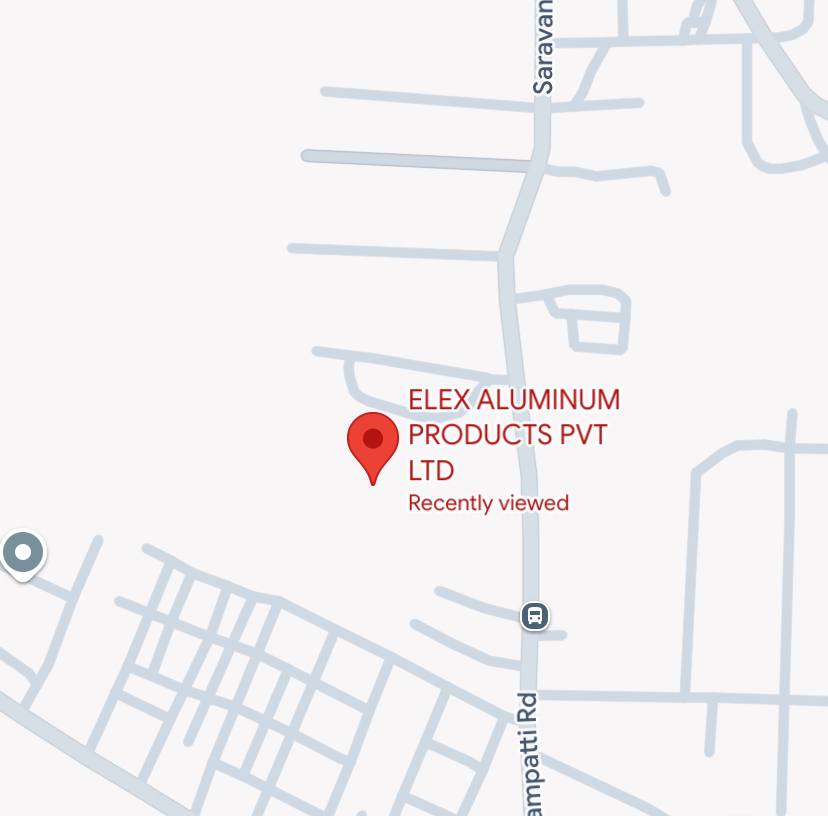 Saravan
ELEX ALUMINUM
PRODUCTS PVT
LTD
Recently viewed
ampatti Rd